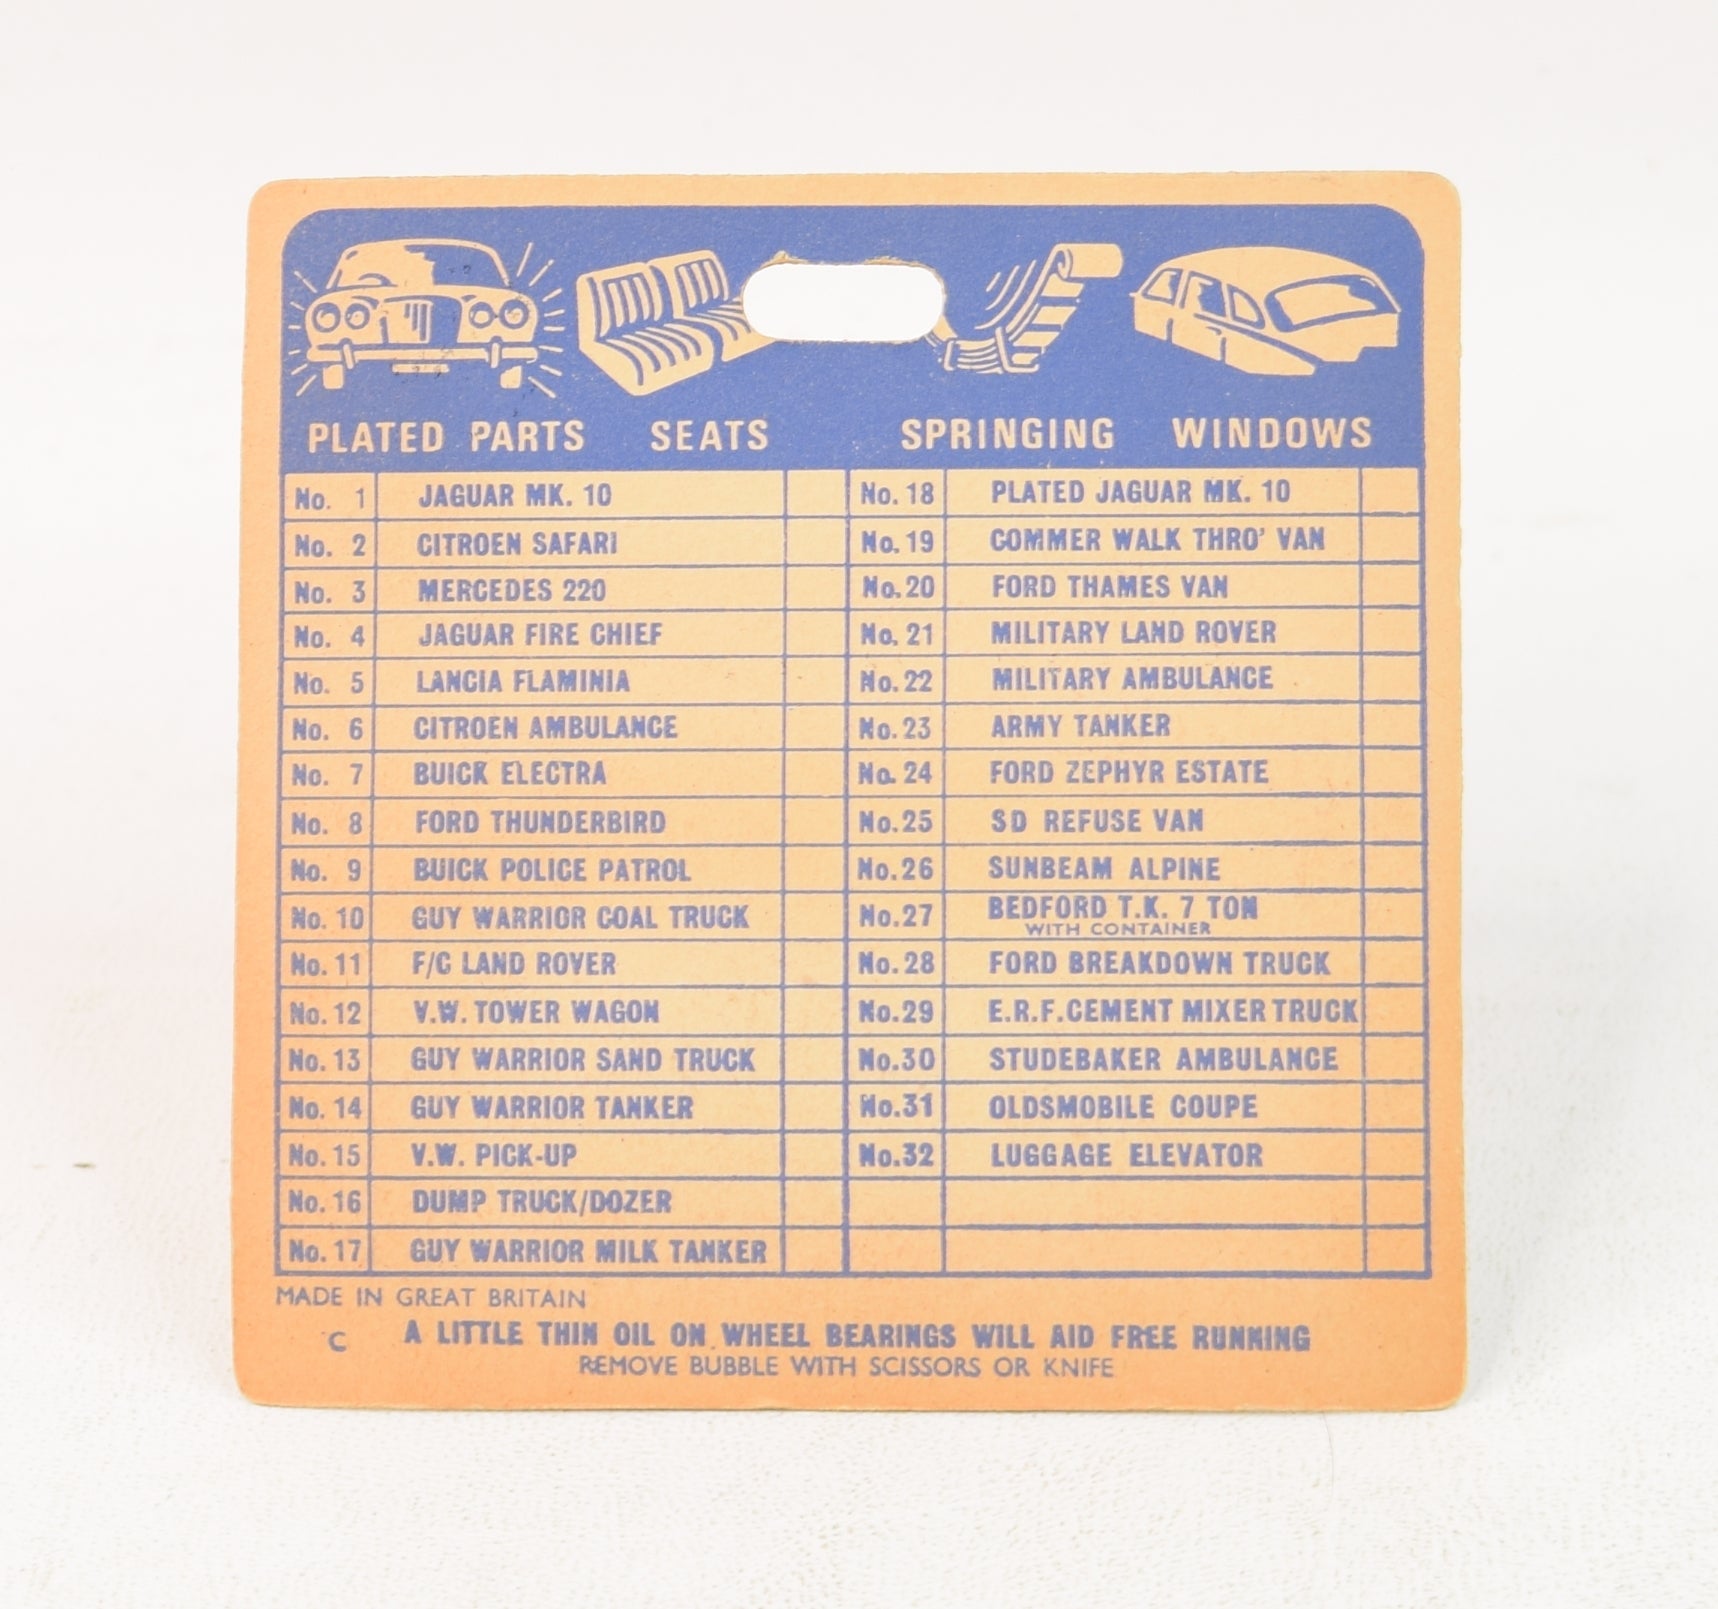 PLATED PARTS SEATS SPRINGING WINDOWS
No. 1 JAGUAR MK. 10
No. 2 CITROEN SAFARI
No. 3 MERCEDES 220
No. 4 JAGUAR FIRE CHIEF
No. 5 LANCIA FLAMINIA
No. 6 CITROEN AMBULANCE
No. 7 BUICK ELECTRA
No. 8 FORD THUNDERBIRD
No. 9 BUICK POLICE PATROL
No. 10 GUY WARRIOR COAL TRUCK
No. 11 F/C LAND ROVER
No. 12 V.W. TOWER WAGON
No. 13 GUY WARRIOR SAND TRUCK
No. 14 GUY WARRIOR TANKER
No. 15 V.W. PICK-UP
No. 16 DUMP TRUCK/DOZER
No. 17 GUY WARRIOR MILK TANKER
No. 18 PLATED JAGUAR MK. 10
No. 19 COMMER WALK THRO' VAN
No. 20 FORD THAMES VAN
No. 21 MILITARY LAND ROVER
No. 22 MILITARY AMBULANCE
No. 23 ARMY TANKER
No. 24 FORD ZEPHYR ESTATE
No. 25 SD REFUSE VAN
No. 26 SUNBEAM ALPINE
No. 27 BEDFORD T.K. 7 TON
WITH CONTAINER
No. 28 FORD BREAKDOWN TRUCK
No. 29 E.R.F. CEMENT MIXER TRUCK
No. 30 STUDEBAKER AMBULANCE
No. 31 OLDSMOBILE COUPE
No. 32 LUGGAGE ELEVATOR
MADE IN GREAT BRITAIN
C A LITTLE THIN OIL ON WHEEL BEARINGS WILL AID FREE RUNNING
REMOVE BUBBLE WITH SCISSORS OR KNIFE